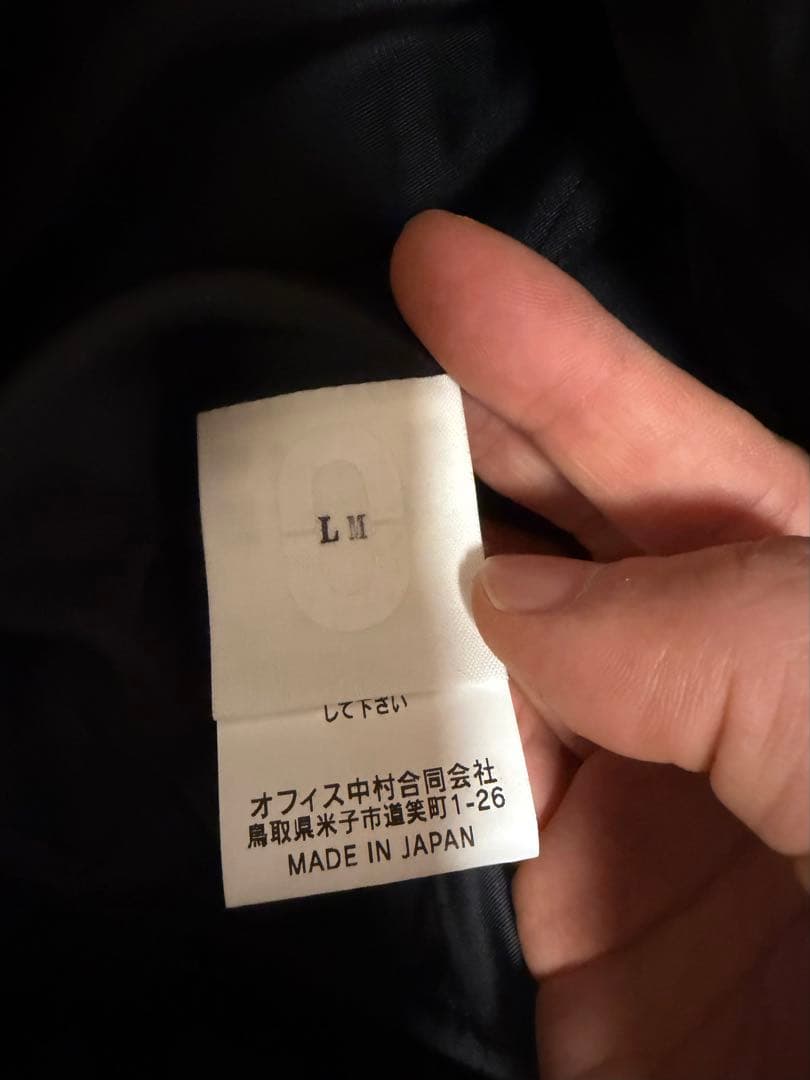 L M
して下さい
オフィス中村合同会社
鳥取県米子市道笑町1-26
MADE IN JAPAN